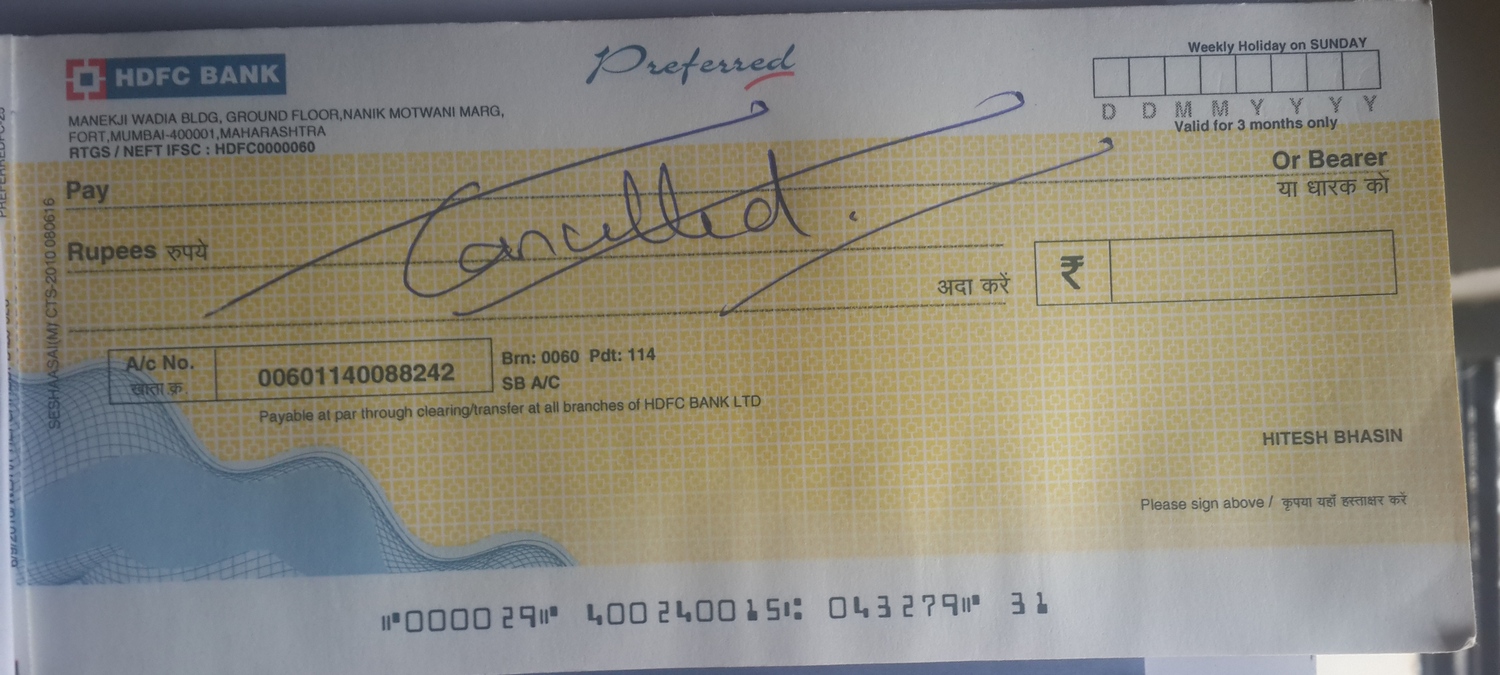 HDFC BANK
Preferred
Weekly Holiday on SUNDAY
D D M M Y Y Y Y
Valid for 3 months only
MANEKJI WADIA BLDG, GROUND FLOOR,NANIK MOTWANI MARG,
FORT,MUMBAI-400001,MAHARASHTRA
RTGS / NEFT IFSC : HDFC0000060
Pay
Or Bearer
या धारक को
Cancelled.
Rupees रुपये
अदा करें
₹
A/c No.
खाता क्र.
00601140088242
Brn: 0060 Pdt: 114
SB A/C
Payable at par through clearing/transfer at all branches of HDFC BANK LTD
HITESH BHASIN
Please sign above / कृपया यहाँ हस्ताक्षर करें
SESHAASAI(M) CTS-2010 080616
⑈000029⑈ 400240015⑆ 043279⑈ 31